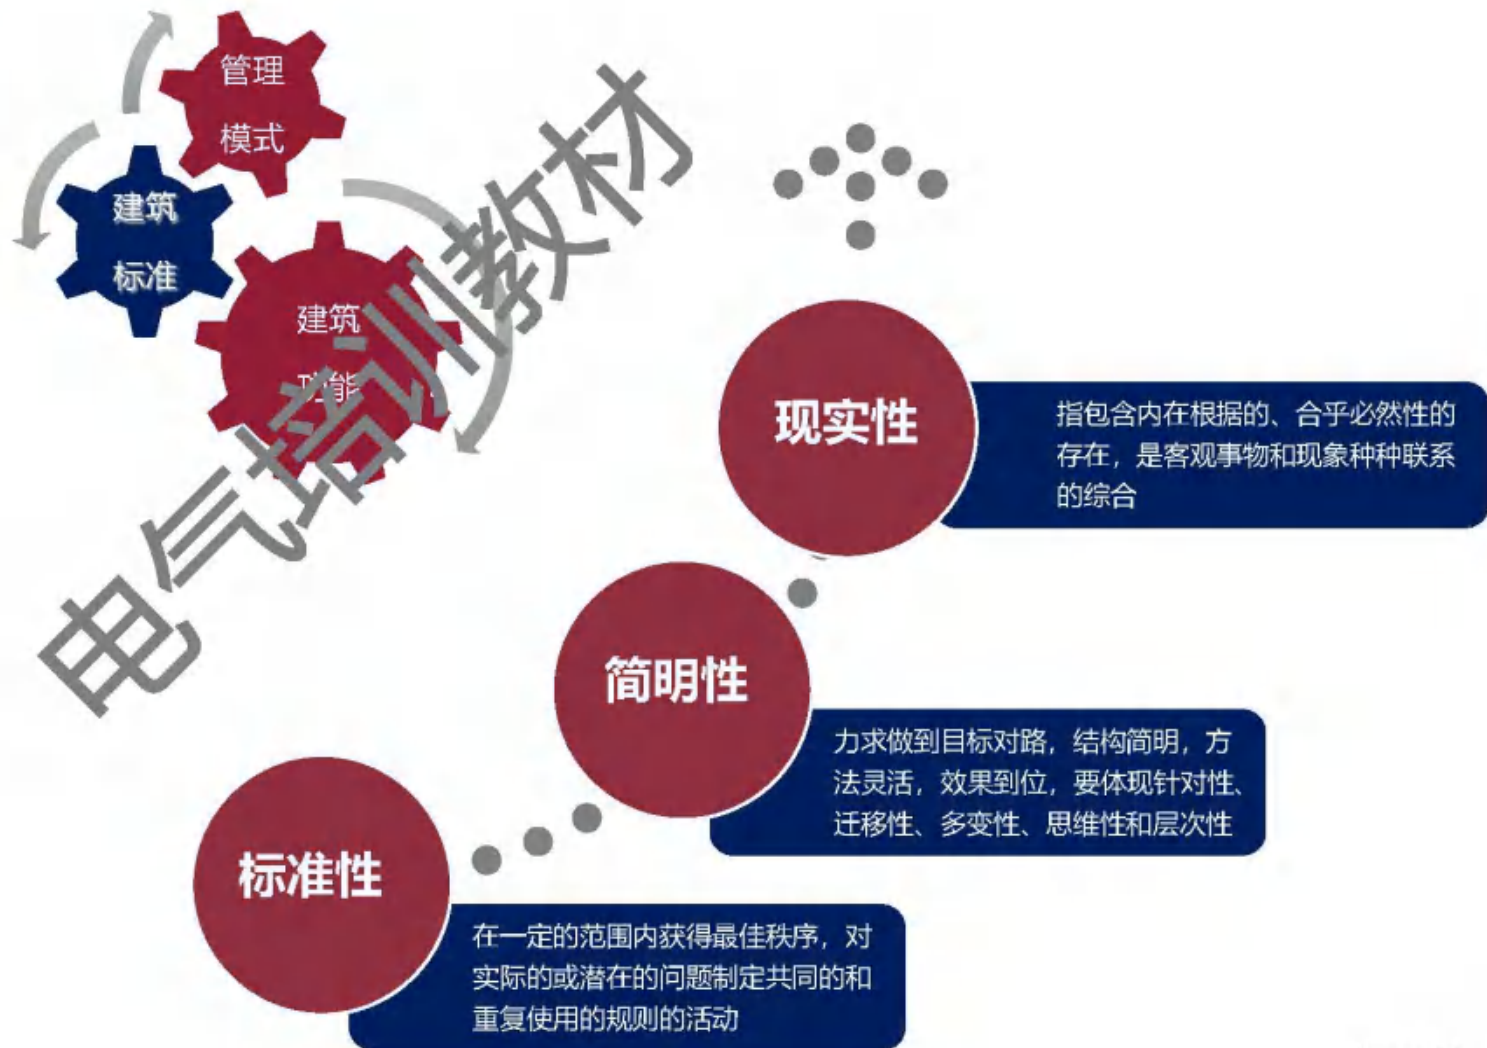 管理
模式
建筑
标准
建筑
功能
电气培训教材
现实性
指包含内在根据的、合乎必然性的
存在，是客观事物和现象种种联系
的综合
简明性
力求做到目标对路，结构简明，方
法灵活，效果到位，要体现针对性、
迁移性、多变性、思维性和层次性
标准性
在一定的范围内获得最佳秩序，对
实际的或潜在的问题制定共同的和
重复使用的规则的活动